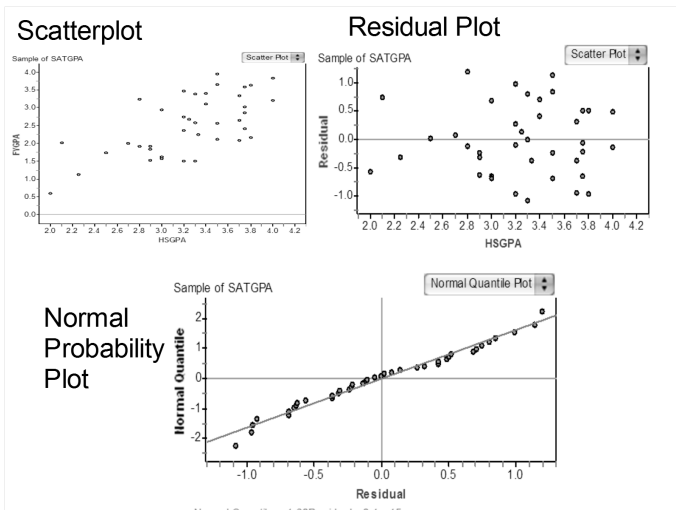 Scatterplot
Residual Plot
Sample of SATGPA
Scatter Plot
4.0
3.5
3.0
2.5
2.0
1.5
1.0
0.5
0.0
FYGPA
2.0 2.2 2.4 2.6 2.8 3.0 3.2 3.4 3.6 3.8 4.0 4.2
HSGPA
Sample of SATGPA
Scatter Plot
1.0
0.5
0.0
-0.5
-1.0
Residual
2.0 2.2 2.4 2.6 2.8 3.0 3.2 3.4 3.6 3.8 4.0 4.2
HSGPA
Normal
Probability
Plot
Sample of SATGPA
Normal Quantile Plot
2
1
0
-1
-2
Normal Quantile
-1.0 -0.5 0.0 0.5 1.0
Residual